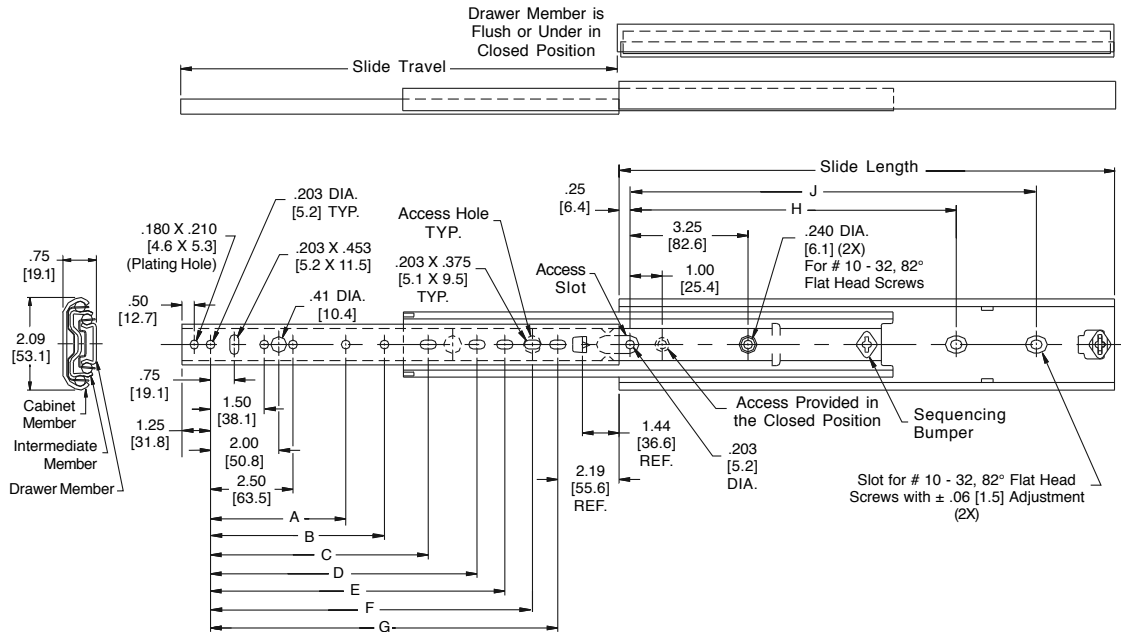 Drawer Member is
Flush or Under in
Closed Position
Slide Travel
Slide Length
J
H
.25
[6.4]
3.25
[82.6]
1.00
[25.4]
.240 DIA.
[6.1] (2X)
For # 10 - 32, 82°
Flat Head Screws
.203 DIA.
[5.2] TYP.
Access Hole
TYP.
.180 X .210
[4.6 X 5.3]
(Plating Hole)
.203 X .453
[5.2 X 11.5]
.203 X .375
[5.1 X 9.5]
TYP.
Access
Slot
.75
[19.1]
.50
[12.7]
.41 DIA.
[10.4]
2.09
[53.1]
.75
[19.1]
1.50
[38.1]
1.25
[31.8]
2.00
[50.8]
2.50
[63.5]
Cabinet
Member
Intermediate
Member
Drawer Member
1.44
[36.6]
REF.
2.19
[55.6]
REF.
.203
[5.2]
DIA.
Access Provided in
the Closed Position
Sequencing
Bumper
Slot for # 10 - 32, 82° Flat Head
Screws with ± .06 [1.5] Adjustment
(2X)
A
B
C
D
E
F
G